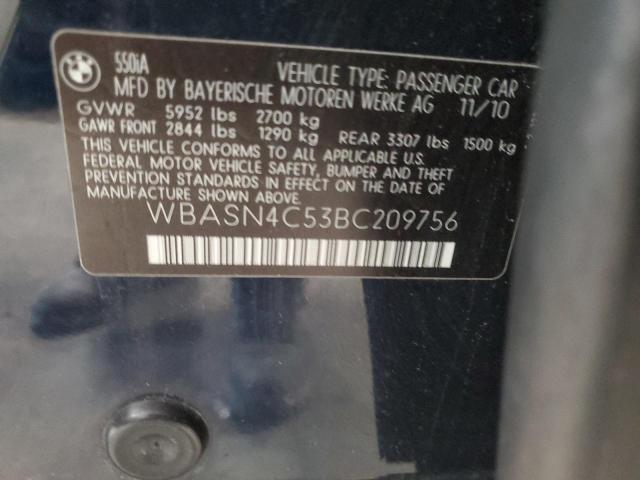 BMW
550iA
VEHICLE TYPE: PASSENGER CAR
MFD BY BAYERISCHE MOTOREN WERKE AG 11/10
GVWR 5952 lbs 2700 kg
GAWR FRONT 2844 lbs 1290 kg REAR 3307 lbs 1500 kg
THIS VEHICLE CONFORMS TO ALL APPLICABLE U.S.
FEDERAL MOTOR VEHICLE SAFETY, BUMPER AND THEFT
PREVENTION STANDARDS IN EFFECT ON THE DATE OF
MANUFACTURE SHOWN ABOVE.
WBASN4C53BC209756